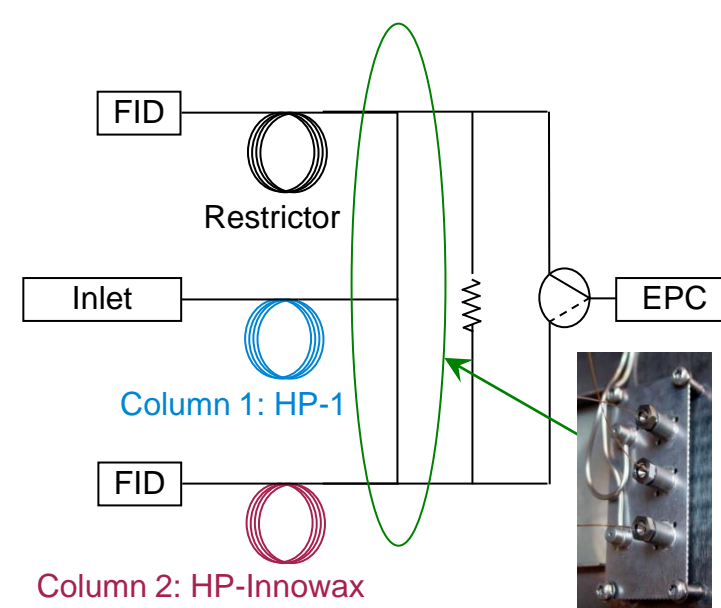 FID
Restrictor
Inlet
EPC
Column 1: HP-1
FID
Column 2: HP-Innowax